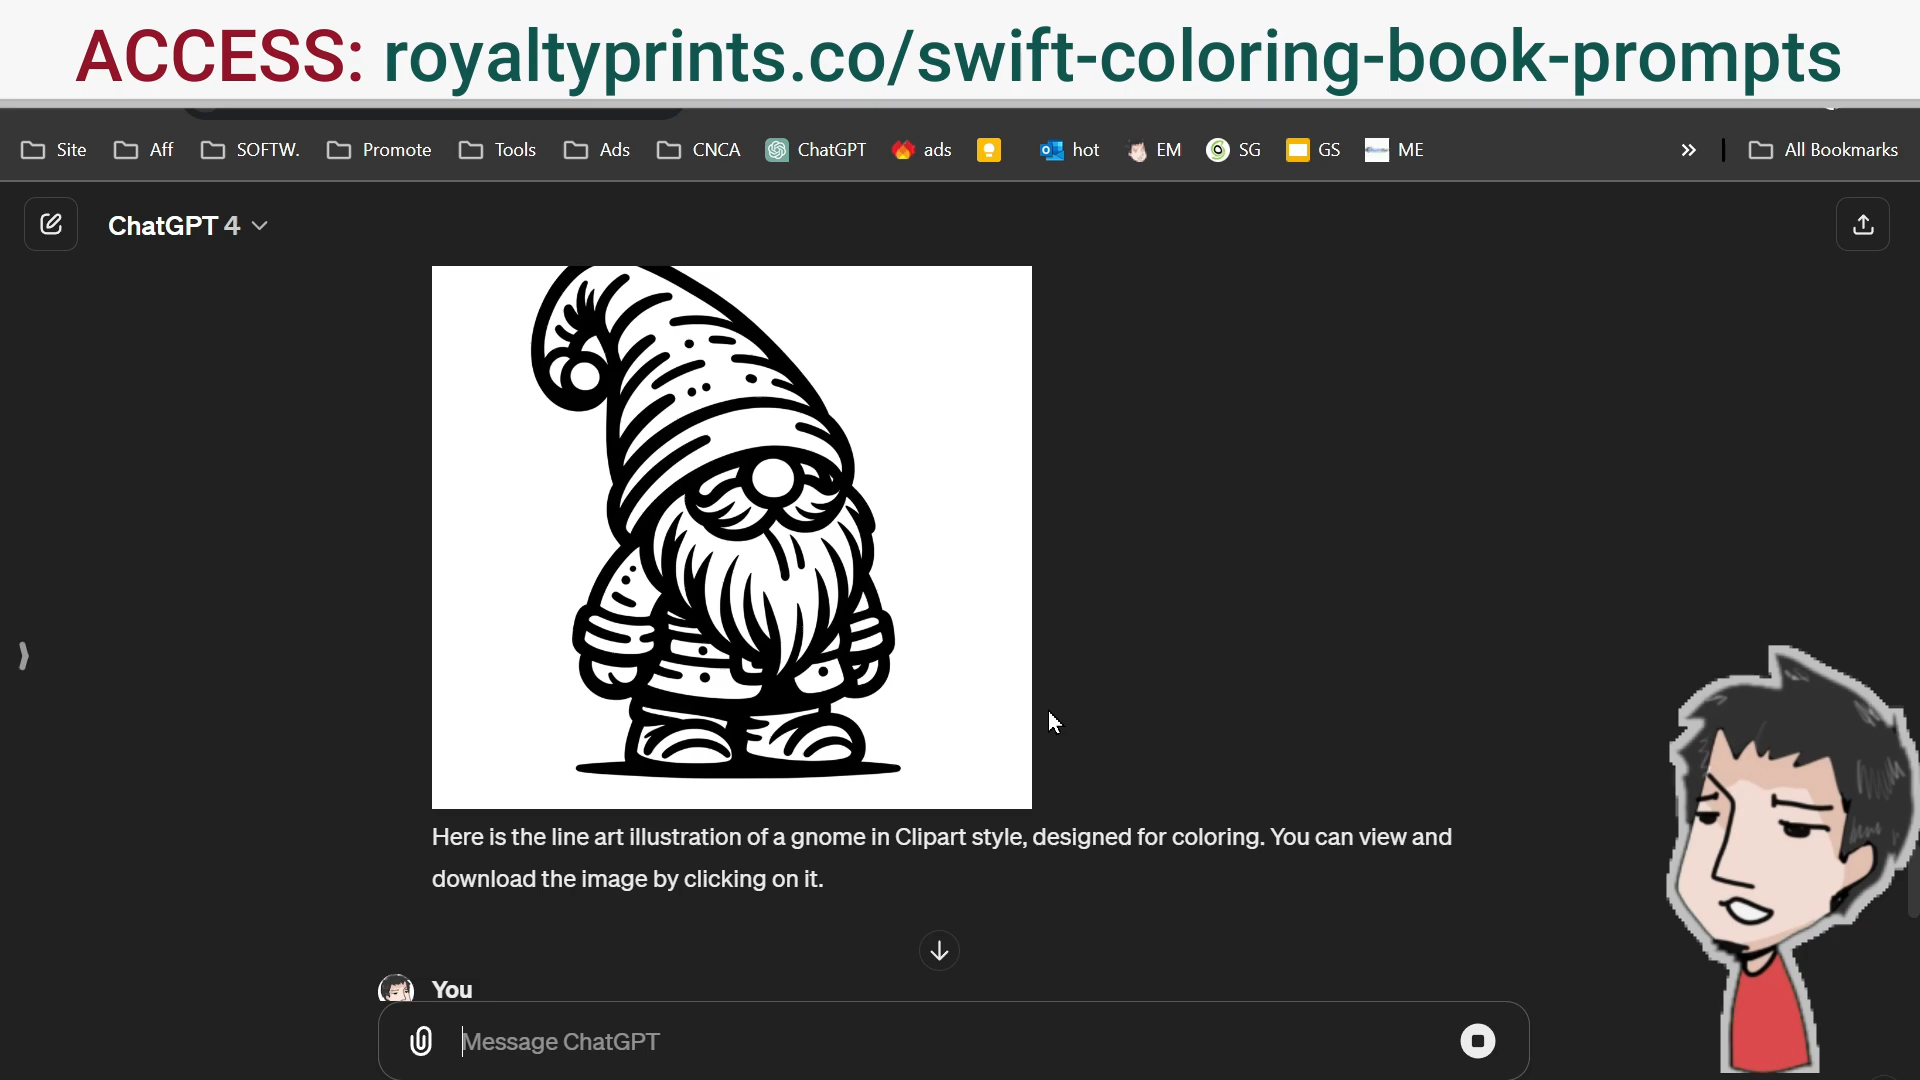 ACCESS: royaltyprints.co/swift-coloring-book-prompts
Site Aff SOFTW. Promote Tools Ads CNCA ChatGPT ads hot EM SG GS ME » All Bookmarks
ChatGPT 4
Here is the line art illustration of a gnome in Clipart style, designed for coloring. You can view and
download the image by clicking on it.
You
Message ChatGPT